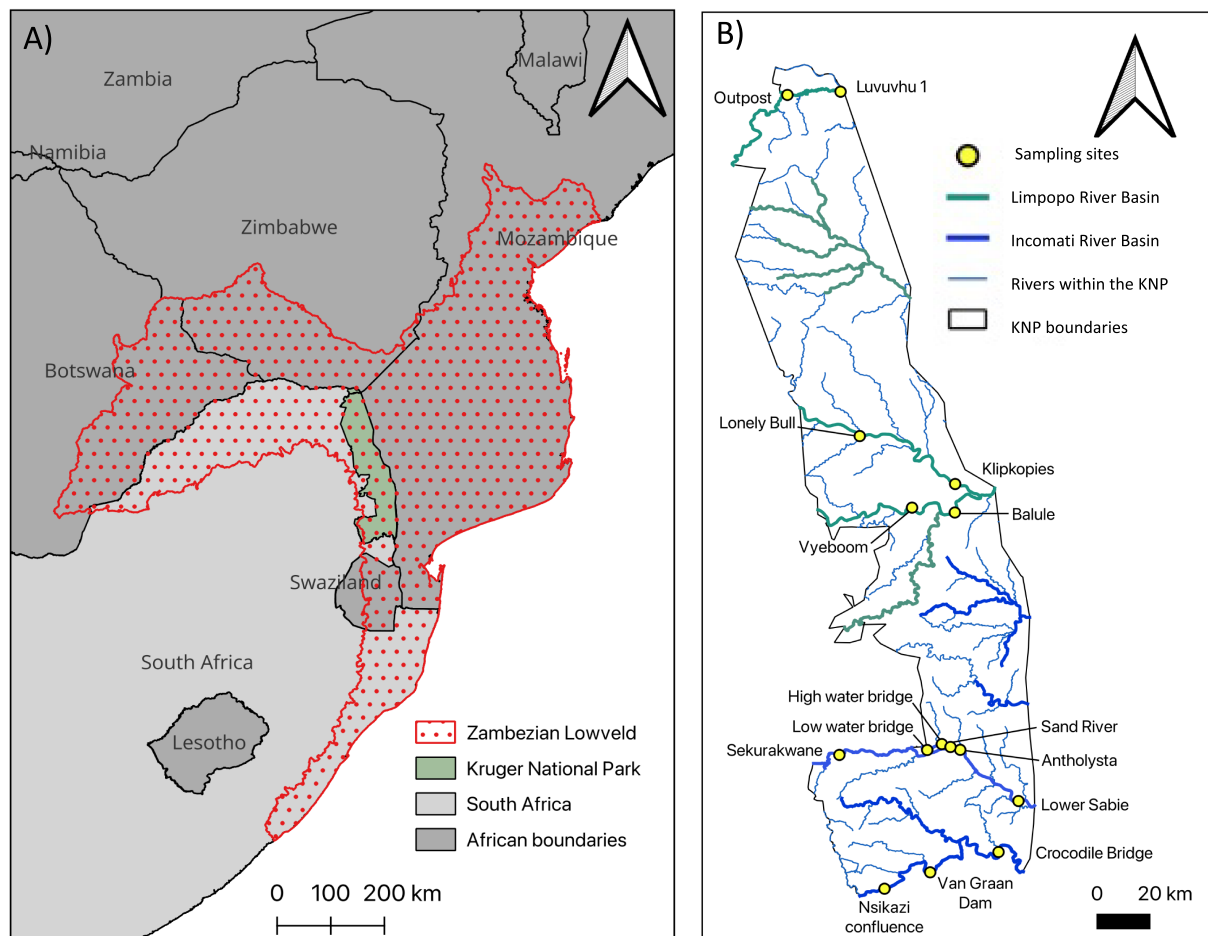 A)
Zambia
Malawi
Namibia
Zimbabwe
Mozambique
Botswana
Swaziland
South Africa
Lesotho
Zambezian Lowveld
Kruger National Park
South Africa
African boundaries
0 100 200 km
B)
Outpost
Luvuvhu 1
Sampling sites
Limpopo River Basin
Incomati River Basin
Rivers within the KNP
KNP boundaries
Lonely Bull
Klipkopies
Balule
Vyeboom
High water bridge
Low water bridge
Sand River
Sekurakwane
Antholysta
Lower Sabie
Crocodile Bridge
Van Graan
Dam
Nsikazi
confluence
0 20 km